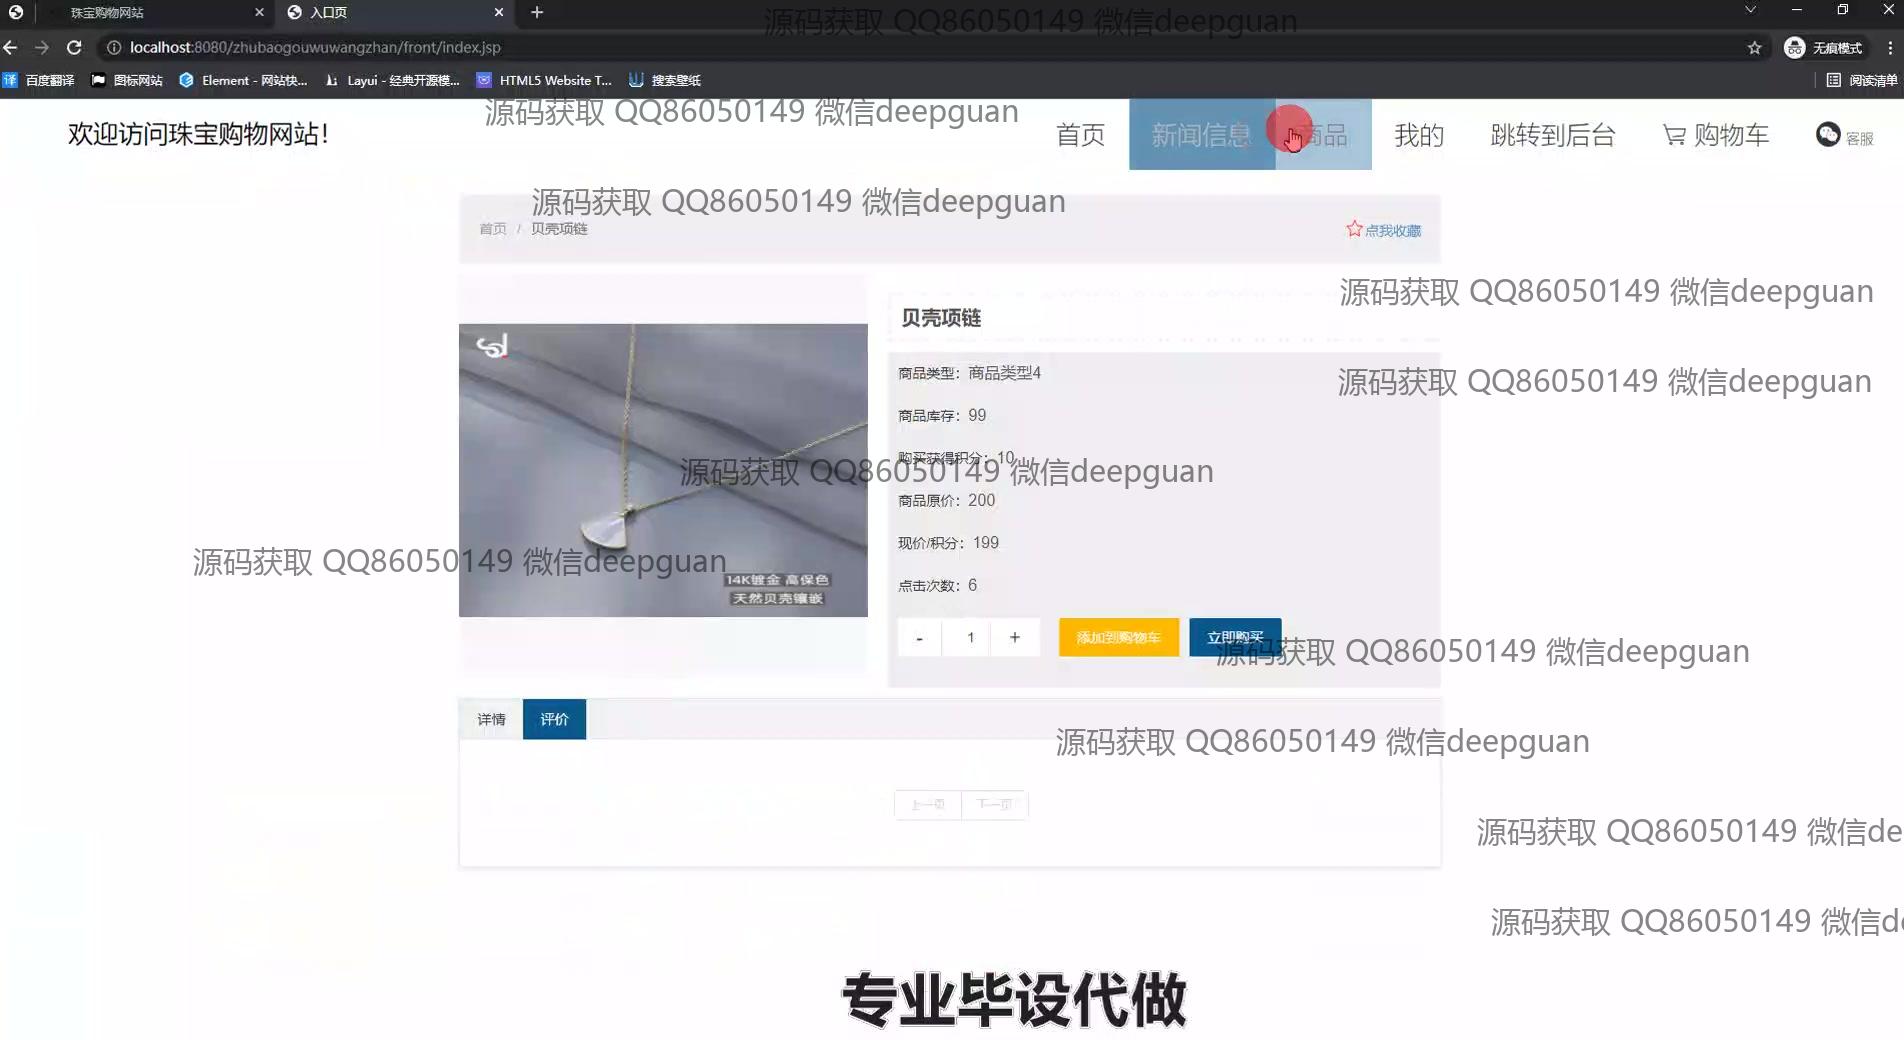 珠宝购物网站
入口页
源码获取 QQ86050149 微信deepguan
localhost:8080/zhubaogouwuwangzhan/front/index.jsp
无痕模式
百度翻译
图标网站
Element - 网站快...
Layui - 经典开源模...
HTML5 Website T...
搜索壁纸
阅读清单
源码获取 QQ86050149 微信deepguan
欢迎访问珠宝购物网站!
首页
新闻信息
商品
我的
跳转到后台
购物车
客服
源码获取 QQ86050149 微信deepguan
首页 / 贝壳项链
点我收藏
源码获取 QQ86050149 微信deepguan
贝壳项链
商品类型：商品类型4
源码获取 QQ86050149 微信deepguan
商品库存：99
购买获得积分：10
源码获取 QQ86050149 微信deepguan
商品原价：200
现价/积分：199
源码获取 QQ86050149 微信deepguan
14K镀金 高保色
天然贝壳镶嵌
点击次数：6
- 1 +
添加到购物车
立即购买
源码获取 QQ86050149 微信deepguan
详情
评价
源码获取 QQ86050149 微信deepguan
上一页
下一页
源码获取 QQ86050149 微信de
源码获取 QQ86050149 微信d
专业毕设代做